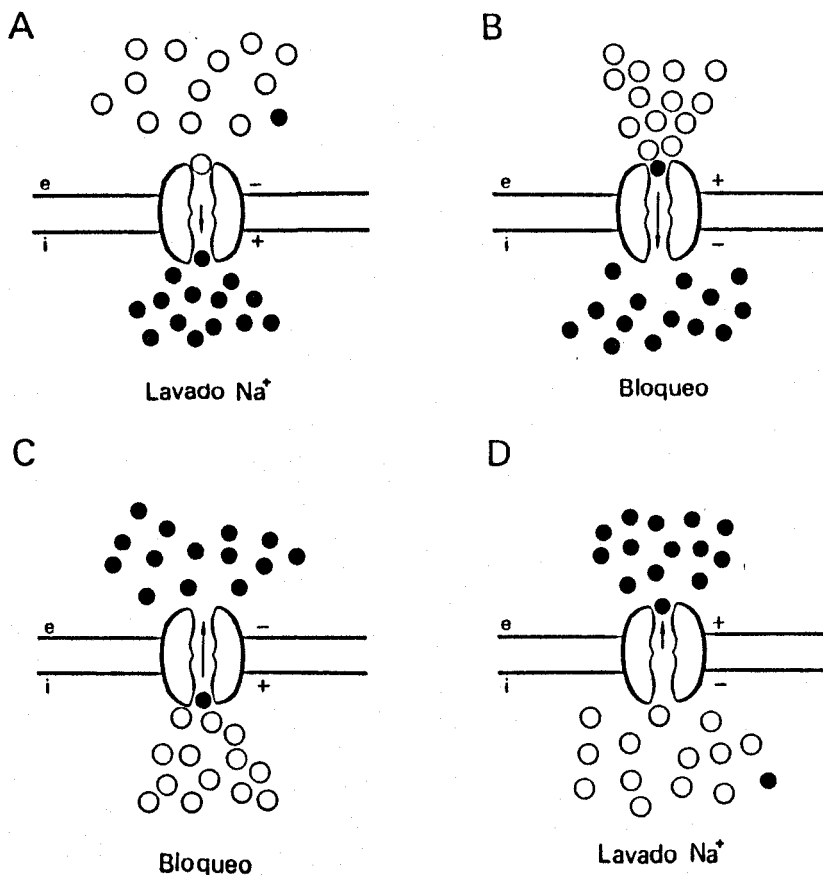 A
e
i
-
+
Lavado Na⁺
B
e
i
+
-
Bloqueo
C
e
i
-
+
Bloqueo
D
e
i
+
-
Lavado Na⁺